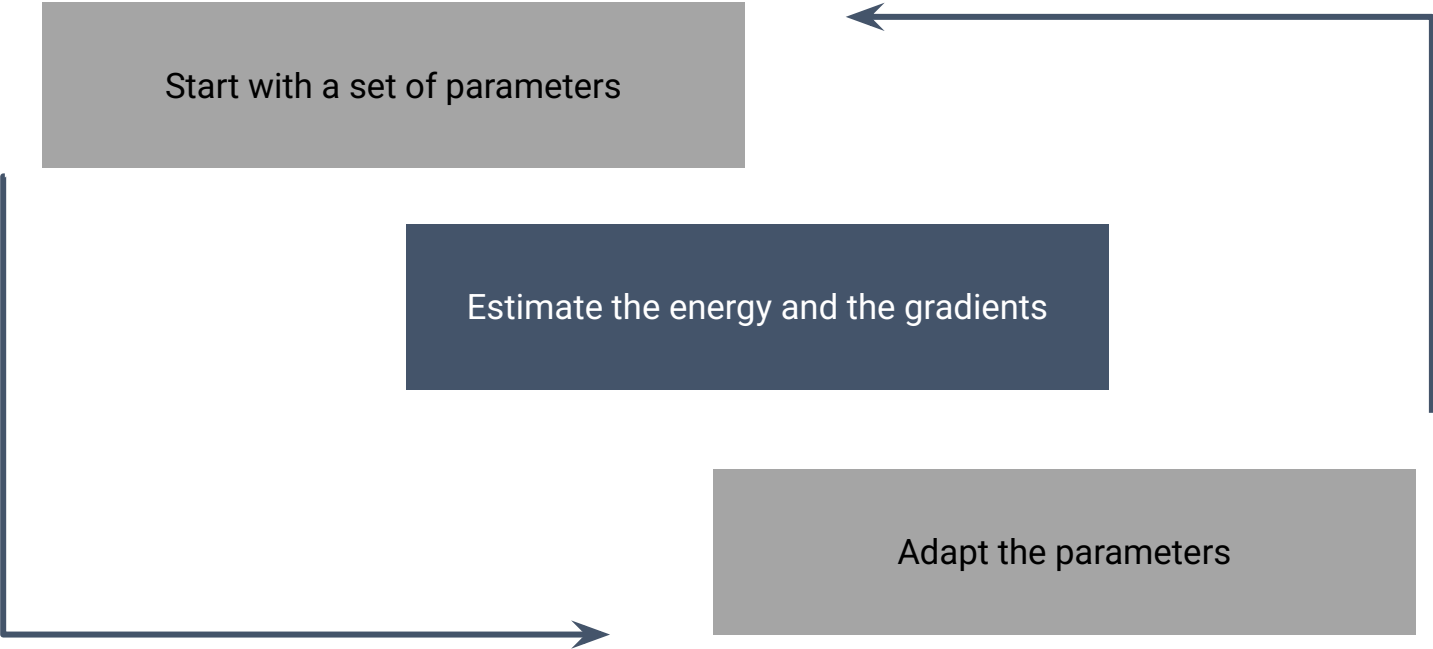 Start with a set of parameters
Estimate the energy and the gradients
Adapt the parameters